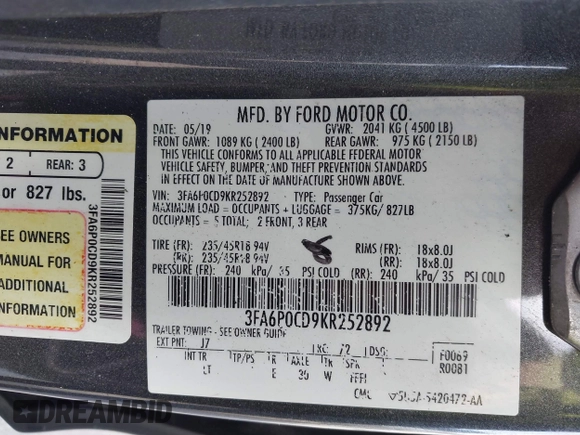 NFORMATION
2 REAR: 3
or 827 lbs.
EE OWNERS
MANUAL FOR
ADDITIONAL
INFORMATION
3FA6P0CD9KR252892
MFD. BY FORD MOTOR CO.
DATE: 05/19 GVWR: 2041 KG ( 4500 LB)
FRONT GAWR: 1089 KG ( 2400 LB) REAR GAWR: 975 KG ( 2150 LB)
THIS VEHICLE CONFORMS TO ALL APPLICABLE FEDERAL MOTOR
VEHICLE SAFETY, BUMPER, AND THEFT PREVENTION STANDARDS
IN EFFECT ON THE DATE OF MANUFACTURE SHOWN ABOVE.
VIN: 3FA6P0CD9KR252892 TYPE: Passenger Car
MAXIMUM LOAD = OCCUPANTS + LUGGAGE = 375KG/ 827LB
OCCUPANTS = 5 TOTAL; 2 FRONT, 3 REAR
TIRE (FR): 235/45R18 94V RIMS (FR): 18x8.0J
(RR): 235/45R18 94V (RR): 18x8.0J
PRESSURE (FR): 240 kPa/ 35 PSI COLD (RR): 240 kPa/ 35 PSI COLD
3FA6P0CD9KR252892
TRAILER TOWING - SEE OWNER GUIDE
EXT PNT: J7 RC: 72 DSO: F0069
INT TR TP/PS R AXLE TR SPR R0081
LT E 30 W
DREAMBID